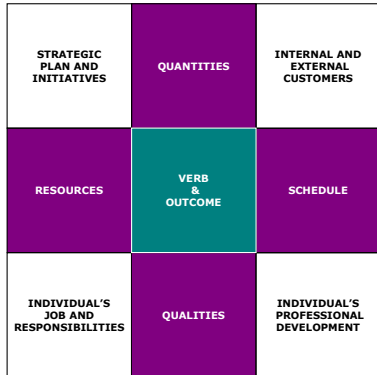 STRATEGIC
PLAN AND
INITIATIVES
QUANTITIES
INTERNAL AND
EXTERNAL
CUSTOMERS
RESOURCES
VERB
&
OUTCOME
SCHEDULE
INDIVIDUAL'S
JOB AND
RESPONSIBILITIES
QUALITIES
INDIVIDUAL'S
PROFESSIONAL
DEVELOPMENT